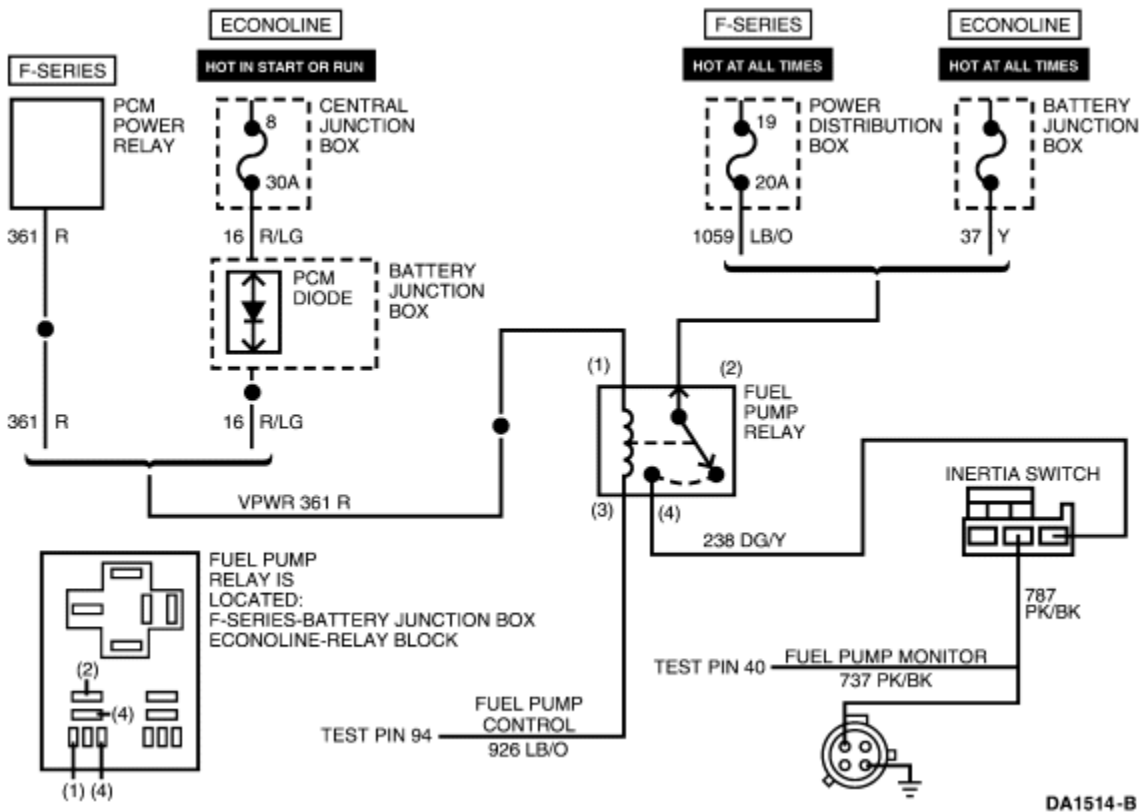 ECONOLINE
F-SERIES
ECONOLINE
F-SERIES
HOT IN START OR RUN
HOT AT ALL TIMES
HOT AT ALL TIMES
PCM
POWER
RELAY
8
30A
CENTRAL
JUNCTION
BOX
19
20A
POWER
DISTRIBUTION
BOX
BATTERY
JUNCTION
BOX
361 R
16 R/LG
1059 LB/O
37 Y
PCM
DIODE
BATTERY
JUNCTION
BOX
361 R
16 R/LG
VPWR 361 R
(1)
(2)
FUEL
PUMP
RELAY
(3)
(4)
238 DG/Y
INERTIA SWITCH
787
PK/BK
FUEL PUMP
RELAY IS
LOCATED:
F-SERIES-BATTERY JUNCTION BOX
ECONOLINE-RELAY BLOCK
(2)
(4)
(1) (4)
TEST PIN 40
FUEL PUMP MONITOR
737 PK/BK
TEST PIN 94
FUEL PUMP
CONTROL
926 LB/O
DA1514-B